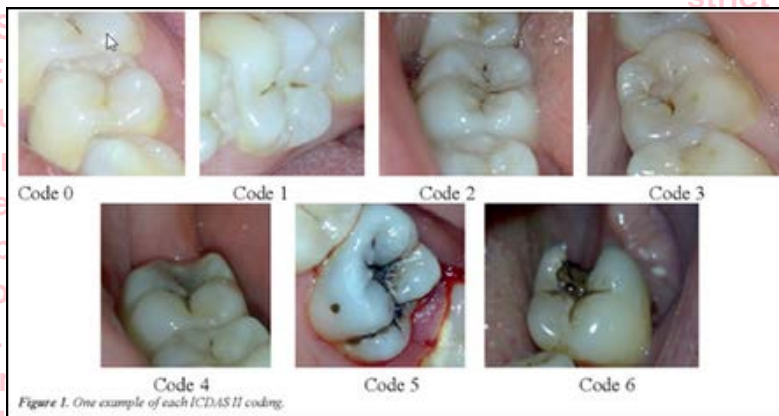 strict
Code 0
Code 1
Code 2
Code 3
Code 4
Code 5
Code 6
Figure 1. One example of each ICDAS II coding.